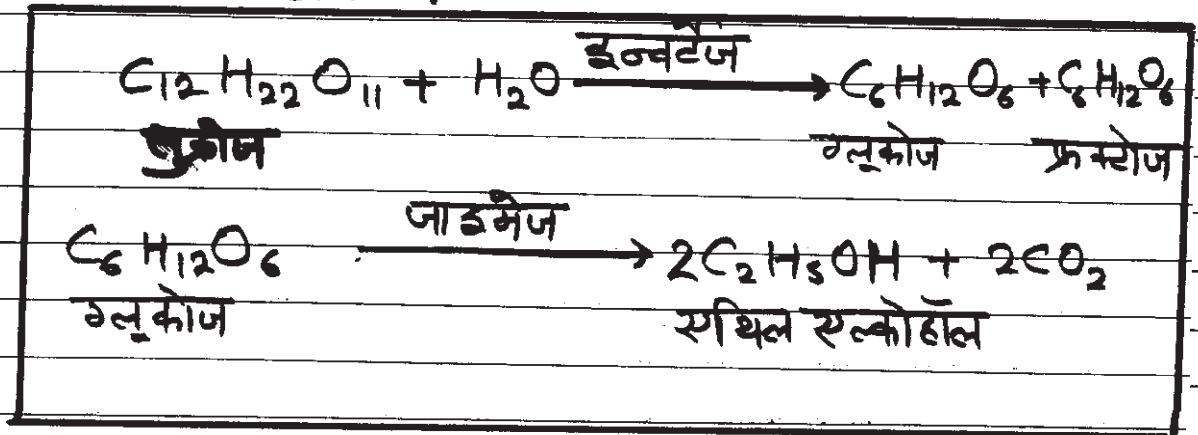 इन्वर्टेज
C₁₂H₂₂O₁₁ + H₂O ⟶ C₆H₁₂O₆ + C₆H₁₂O₆
सुक्रोज ग्लूकोज फ्रक्टोज
जाइमेज
C₆H₁₂O₆ ⟶ 2C₂H₅OH + 2CO₂
ग्लूकोज एथिल एल्कोहॉल